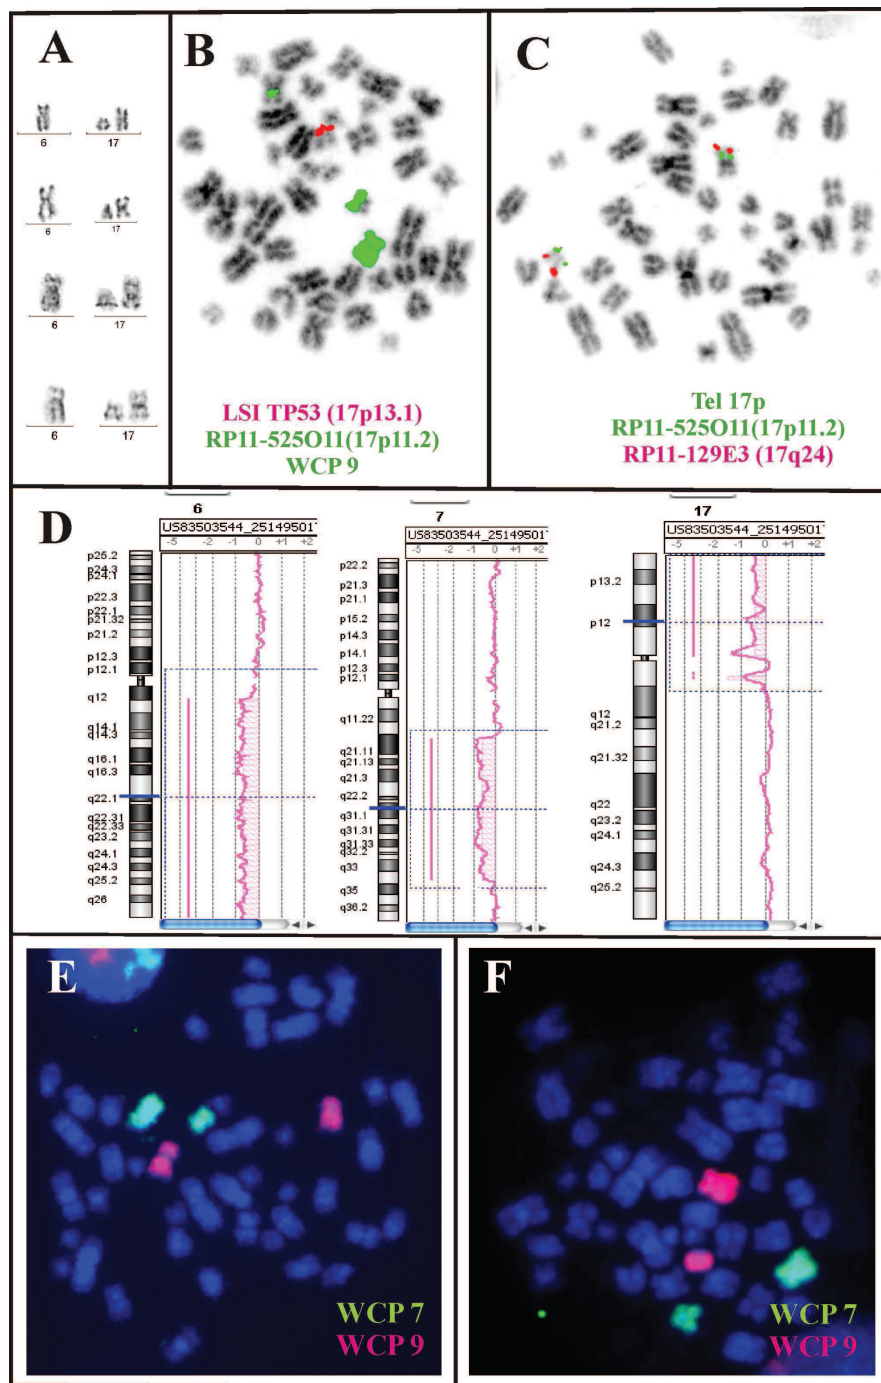 A
B
C
6
17
6
17
6
17
6
17
LSI TP53 (17p13.1)
RP11-525O11(17p11.2)
WCP 9
Tel 17p
RP11-525O11(17p11.2)
RP11-129E3 (17q24)
D
6
US83503544_25149501
-5 -2 -1 0 +1 +2
p25.2
p24.3
p24.1
p22.3
p22.1
p21.32
p21.2
p12.3
p12.1
q12
q14.1
q14.3
q16.1
q16.3
q22.1
q22.31
q22.33
q23.2
q24.1
q24.3
q25.2
q26
7
US83503544_25149501
-5 -2 -1 0 +1 +2
p22.2
p21.3
p21.1
p15.2
p14.3
p14.1
p12.3
p12.1
q11.22
q21.11
q21.13
q21.3
q22.2
q31.1
q31.31
q31.33
q32.2
q33
q35
q36.2
17
US83503544_25149501
-5 -2 -1 0 +1 +2
p13.2
p12
q12
q21.2
q21.32
q22
q23.2
q24.1
q24.3
q25.2
E
WCP 7
WCP 9
F
WCP 7
WCP 9